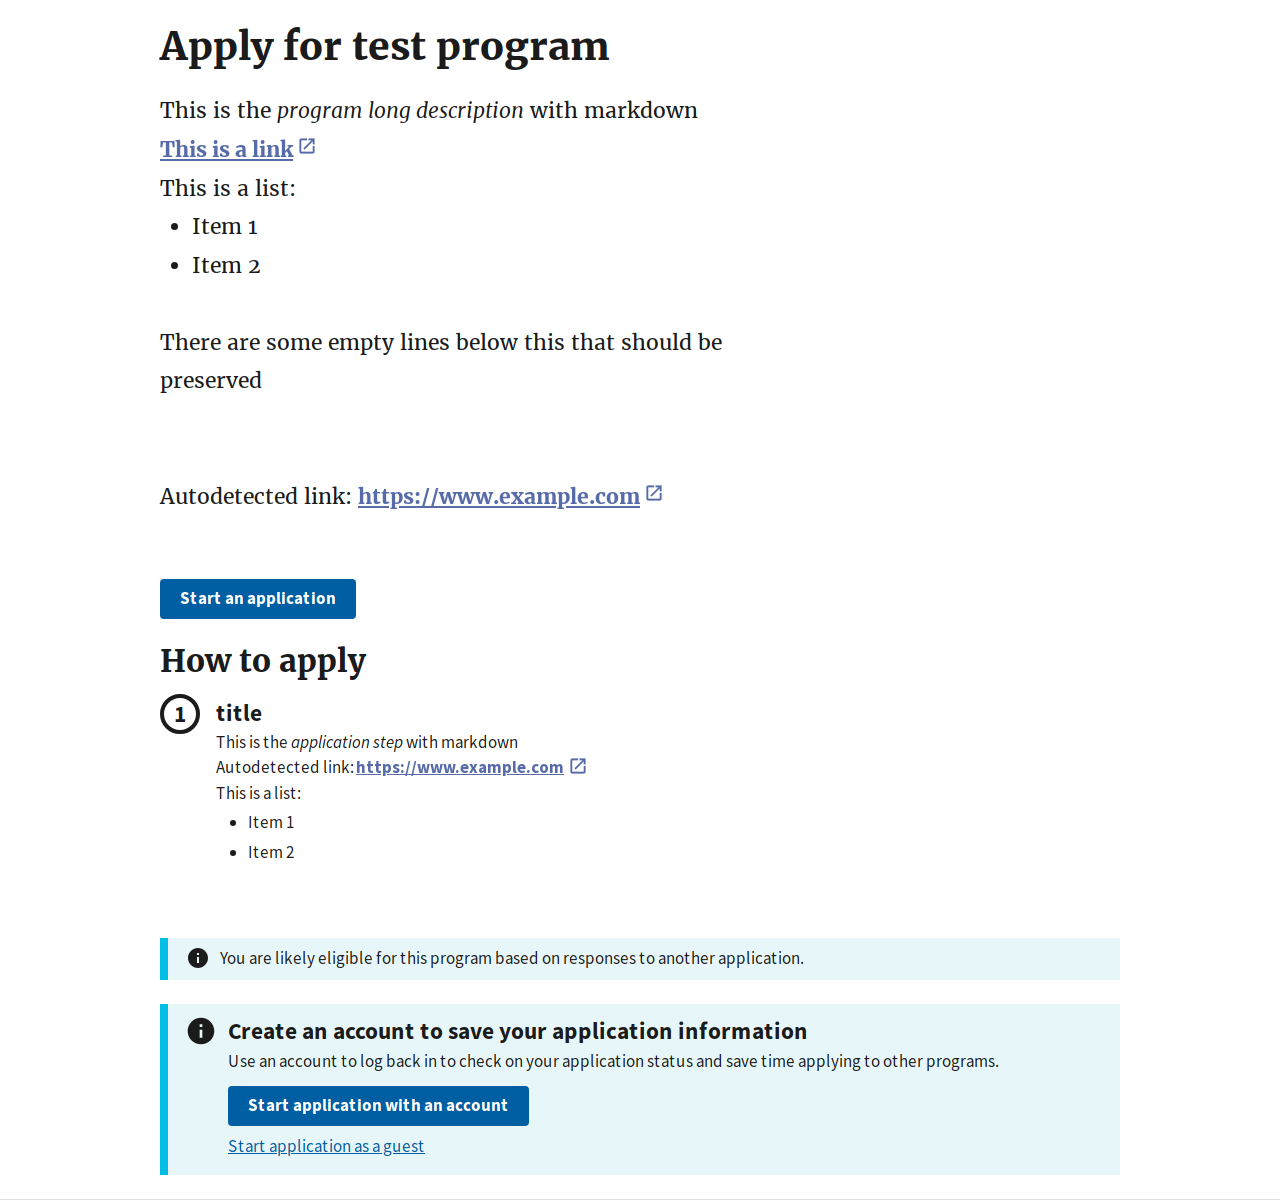 Apply for test program
This is the program long description with markdown
This is a link
This is a list:
Item 1
Item 2
There are some empty lines below this that should be
preserved
Autodetected link: https://www.example.com
Start an application
How to apply
1 title
This is the application step with markdown
Autodetected link: https://www.example.com
This is a list:
Item 1
Item 2
You are likely eligible for this program based on responses to another application.
Create an account to save your application information
Use an account to log back in to check on your application status and save time applying to other programs.
Start application with an account
Start application as a guest